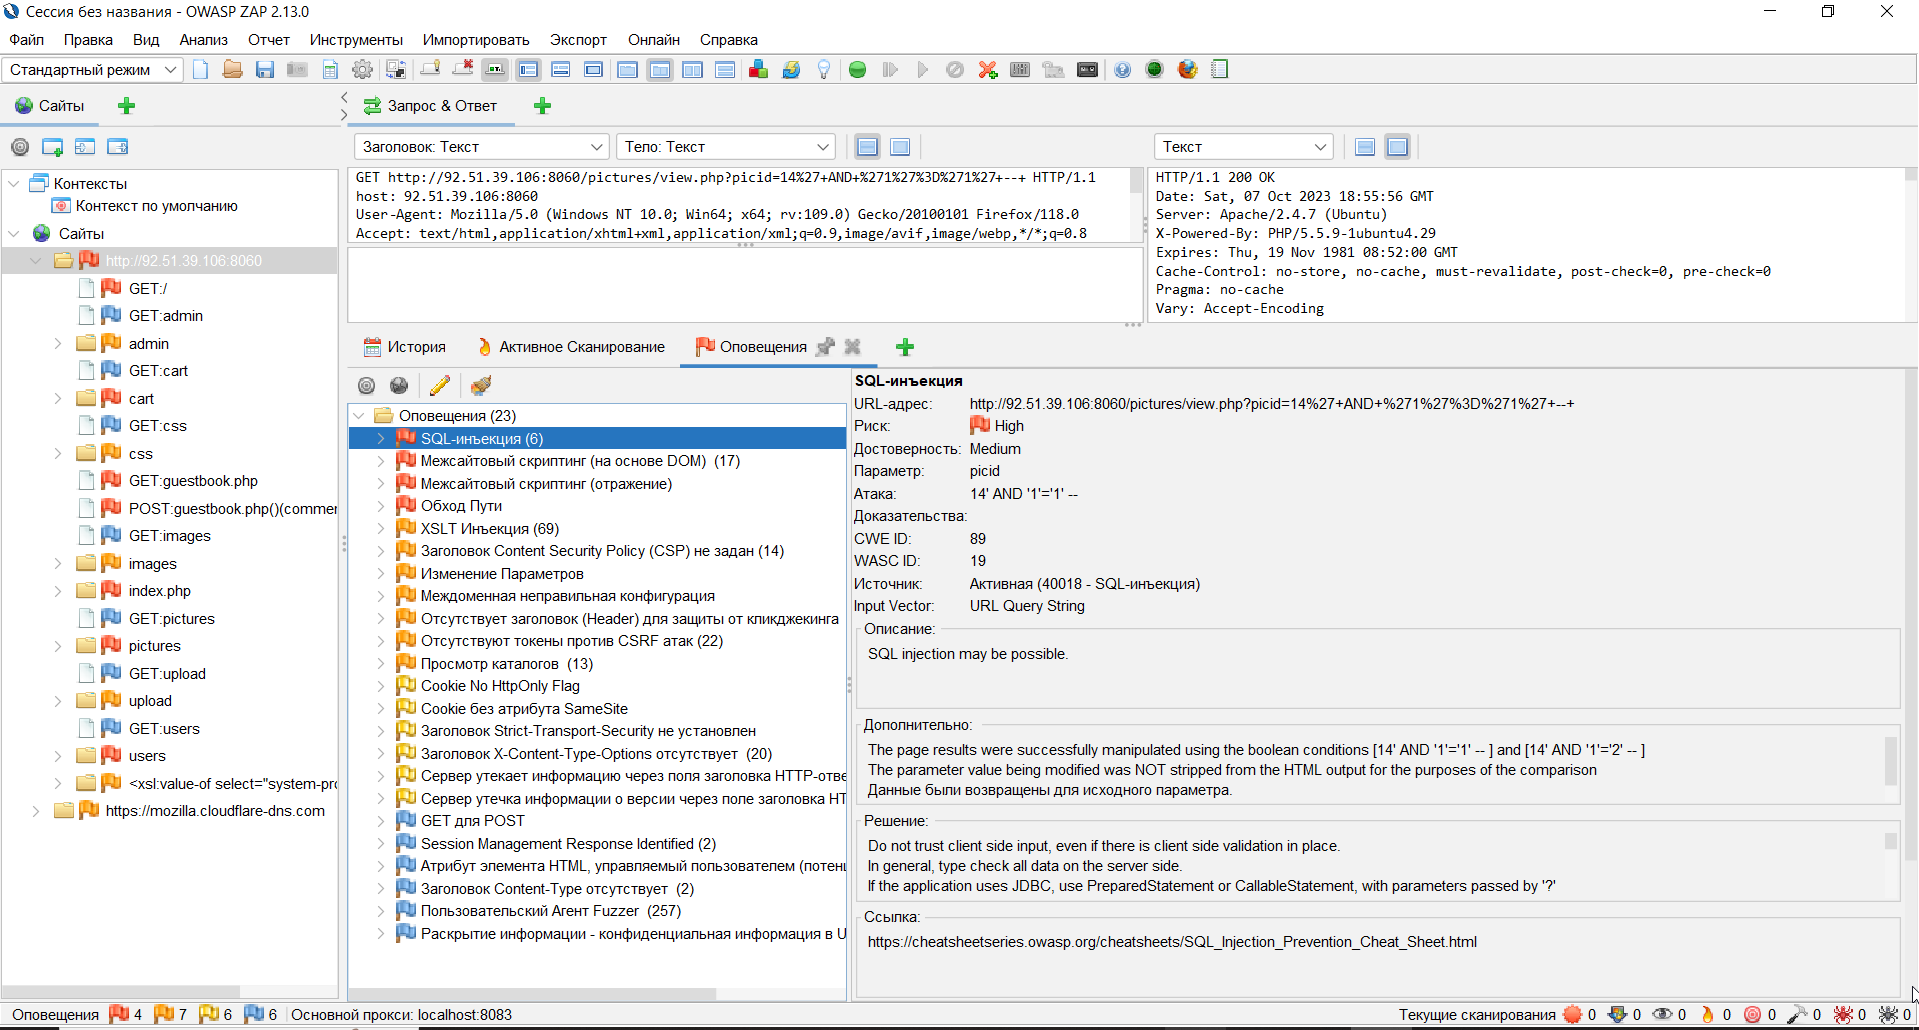 Сессия без названия - OWASP ZAP 2.13.0
Файл Правка Вид Анализ Отчет Инструменты Импортировать Экспорт Онлайн Справка
Стандартный режим
Сайты
Запрос & Ответ
Заголовок: Текст
Тело: Текст
Текст
Контексты
Контекст по умолчанию
Сайты
http://92.51.39.106:8060
GET:/
GET:admin
admin
GET:cart
cart
GET:css
css
GET:guestbook.php
POST:guestbook.php()(commer
GET:images
images
index.php
GET:pictures
pictures
GET:upload
upload
GET:users
users
<xsl:value-of select="system-pro
https://mozilla.cloudflare-dns.com
GET http://92.51.39.106:8060/pictures/view.php?picid=14%27+AND+%271%27%3D%271%27+--+ HTTP/1.1
host: 92.51.39.106:8060
User-Agent: Mozilla/5.0 (Windows NT 10.0; Win64; x64; rv:109.0) Gecko/20100101 Firefox/118.0
Accept: text/html,application/xhtml+xml,application/xml;q=0.9,image/avif,image/webp,*/*;q=0.8
HTTP/1.1 200 OK
Date: Sat, 07 Oct 2023 18:55:56 GMT
Server: Apache/2.4.7 (Ubuntu)
X-Powered-By: PHP/5.5.9-1ubuntu4.29
Expires: Thu, 19 Nov 1981 08:52:00 GMT
Cache-Control: no-store, no-cache, must-revalidate, post-check=0, pre-check=0
Pragma: no-cache
Vary: Accept-Encoding
История
Активное Сканирование
Оповещения
Оповещения (23)
SQL-инъекция (6)
Межсайтовый скриптинг (на основе DOM) (17)
Межсайтовый скриптинг (отражение)
Обход Пути
XSLT Инъекция (69)
Заголовок Content Security Policy (CSP) не задан (14)
Изменение Параметров
Междоменная неправильная конфигурация
Отсутствует заголовок (Header) для защиты от кликджекинга
Отсутствуют токены против CSRF атак (22)
Просмотр каталогов (13)
Cookie No HttpOnly Flag
Cookie без атрибута SameSite
Заголовок Strict-Transport-Security не установлен
Заголовок X-Content-Type-Options отсутствует (20)
Сервер утекает информацию через поля заголовка HTTP-отве
Сервер утечка информации о версии через поле заголовка HT
GET для POST
Session Management Response Identified (2)
Атрибут элемента HTML, управляемый пользователем (потенц
Заголовок Content-Type отсутствует (2)
Пользовательский Агент Fuzzer (257)
Раскрытие информации - конфиденциальная информация в U
SQL-инъекция
URL-адрес: http://92.51.39.106:8060/pictures/view.php?picid=14%27+AND+%271%27%3D%271%27+--+
Риск: High
Достоверность: Medium
Параметр: picid
Атака: 14' AND '1'='1' --
Доказательства:
CWE ID: 89
WASC ID: 19
Источник: Активная (40018 - SQL-инъекция)
Input Vector: URL Query String
Описание:
SQL injection may be possible.
Дополнительно:
The page results were successfully manipulated using the boolean conditions [14' AND '1'='1' -- ] and [14' AND '1'='2' -- ]
The parameter value being modified was NOT stripped from the HTML output for the purposes of the comparison
Данные были возвращены для исходного параметра.
Решение:
Do not trust client side input, even if there is client side validation in place.
In general, type check all data on the server side.
If the application uses JDBC, use PreparedStatement or CallableStatement, with parameters passed by '?'
Ссылка:
https://cheatsheetseries.owasp.org/cheatsheets/SQL_Injection_Prevention_Cheat_Sheet.html
Оповещения 4 7 6 6 Основной прокси: localhost:8083
Текущие сканирования 0 0 0 0 0 0 0 0